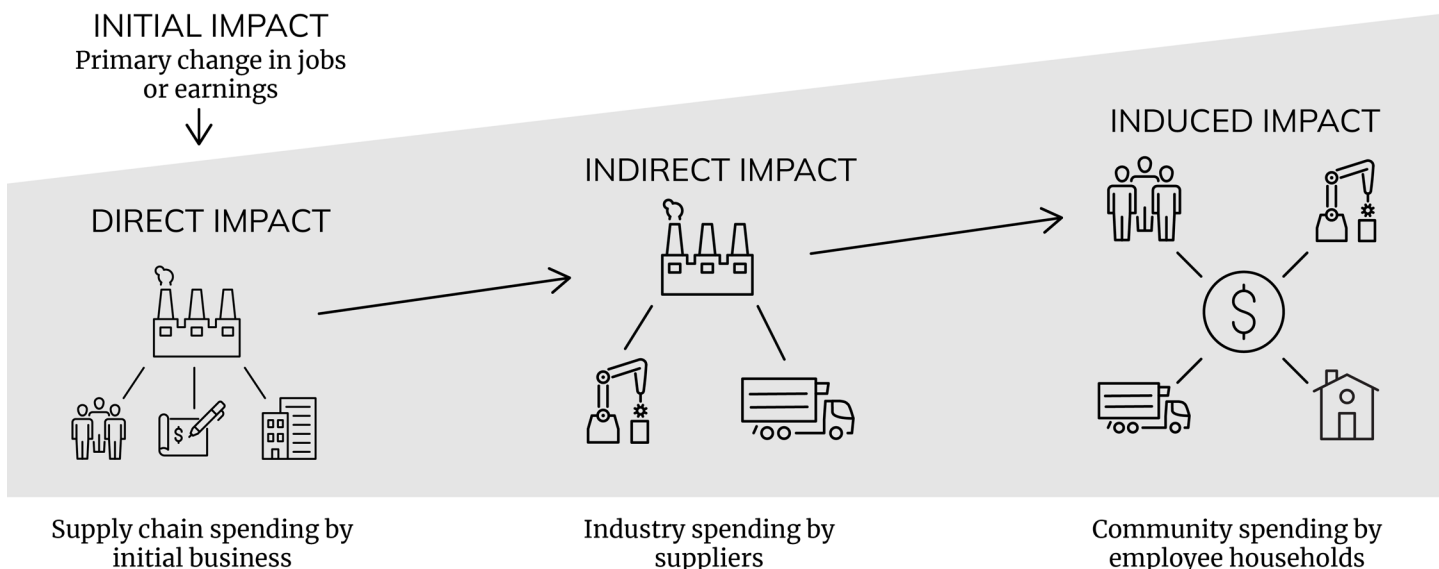 INITIAL IMPACT
Primary change in jobs
or earnings
DIRECT IMPACT
$
Supply chain spending by
initial business
INDIRECT IMPACT
Industry spending by
suppliers
INDUCED IMPACT
$
Community spending by
employee households